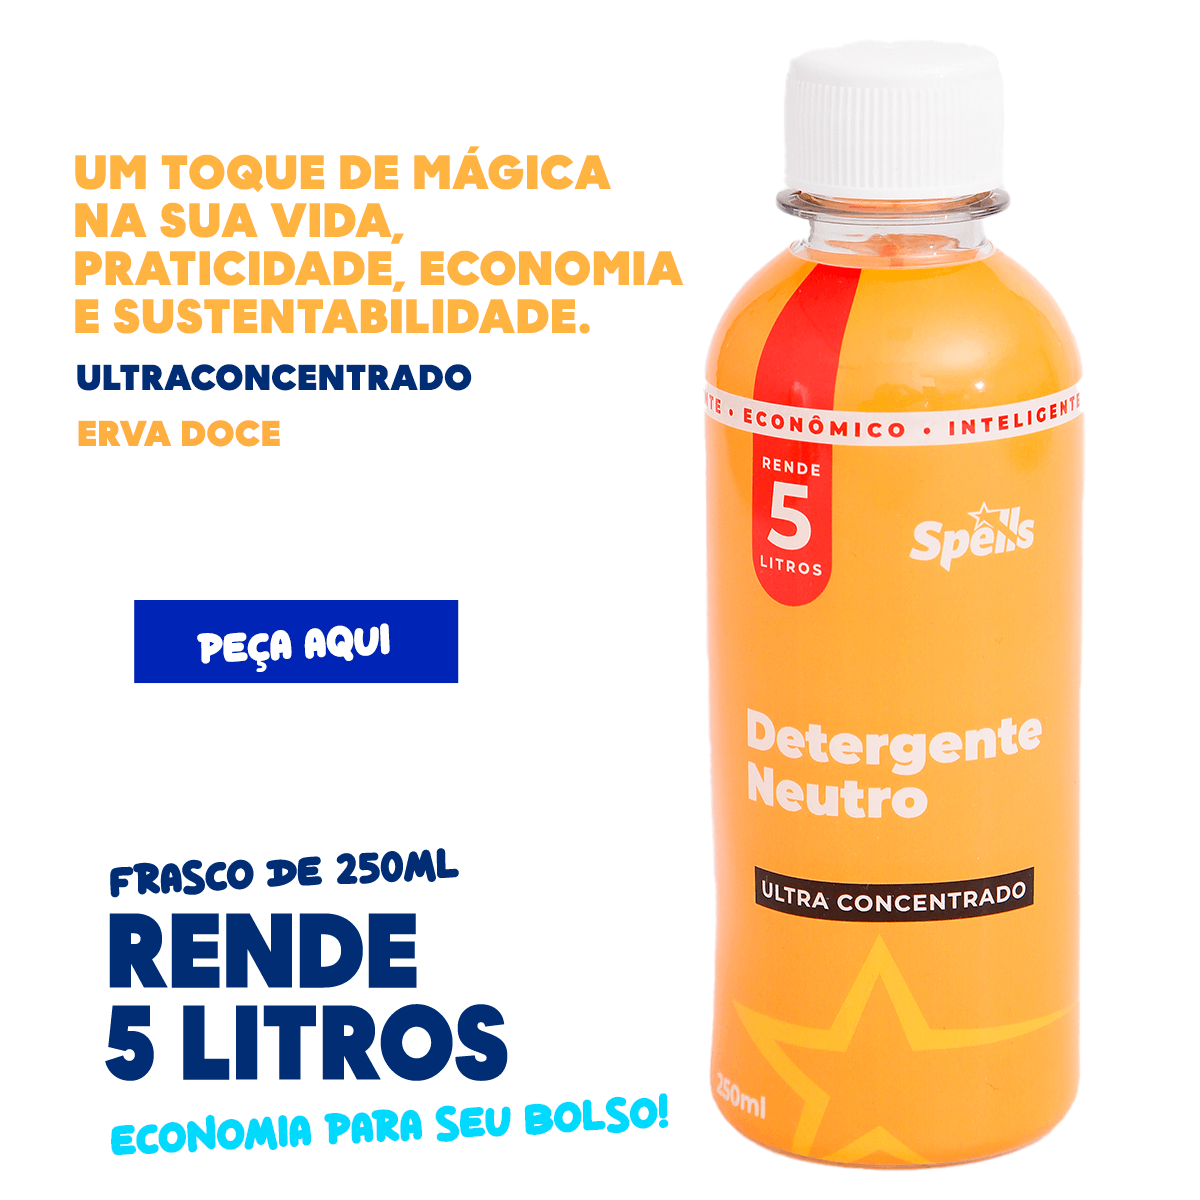 UM TOQUE DE MÁGICA
NA SUA VIDA,
PRATICIDADE, ECONOMIA
E SUSTENTABILIDADE.
ULTRACONCENTRADO
ERVA DOCE
PEÇA AQUI
FRASCO DE 250ML
RENDE
5 LITROS
ECONOMIA PARA SEU BOLSO!
NTE • ECONÔMICO • INTELIGENTE
RENDE
5
LITROS
Spells
Detergente
Neutro
ULTRA CONCENTRADO
250ml